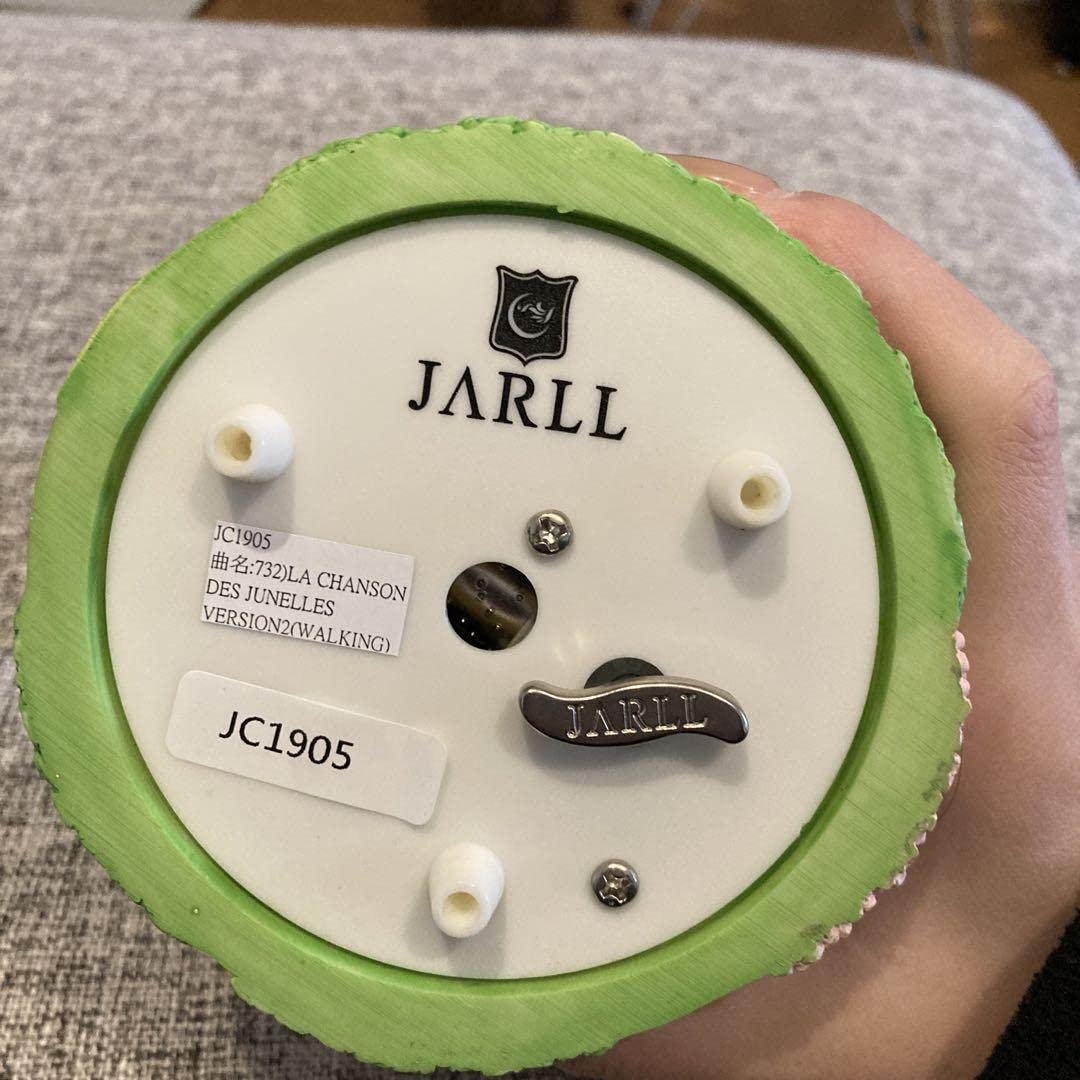 JARLL
JC1905
曲名:732)LA CHANSON
DES JUNELLES
VERSION2(WALKING)
JARLL
JC1905